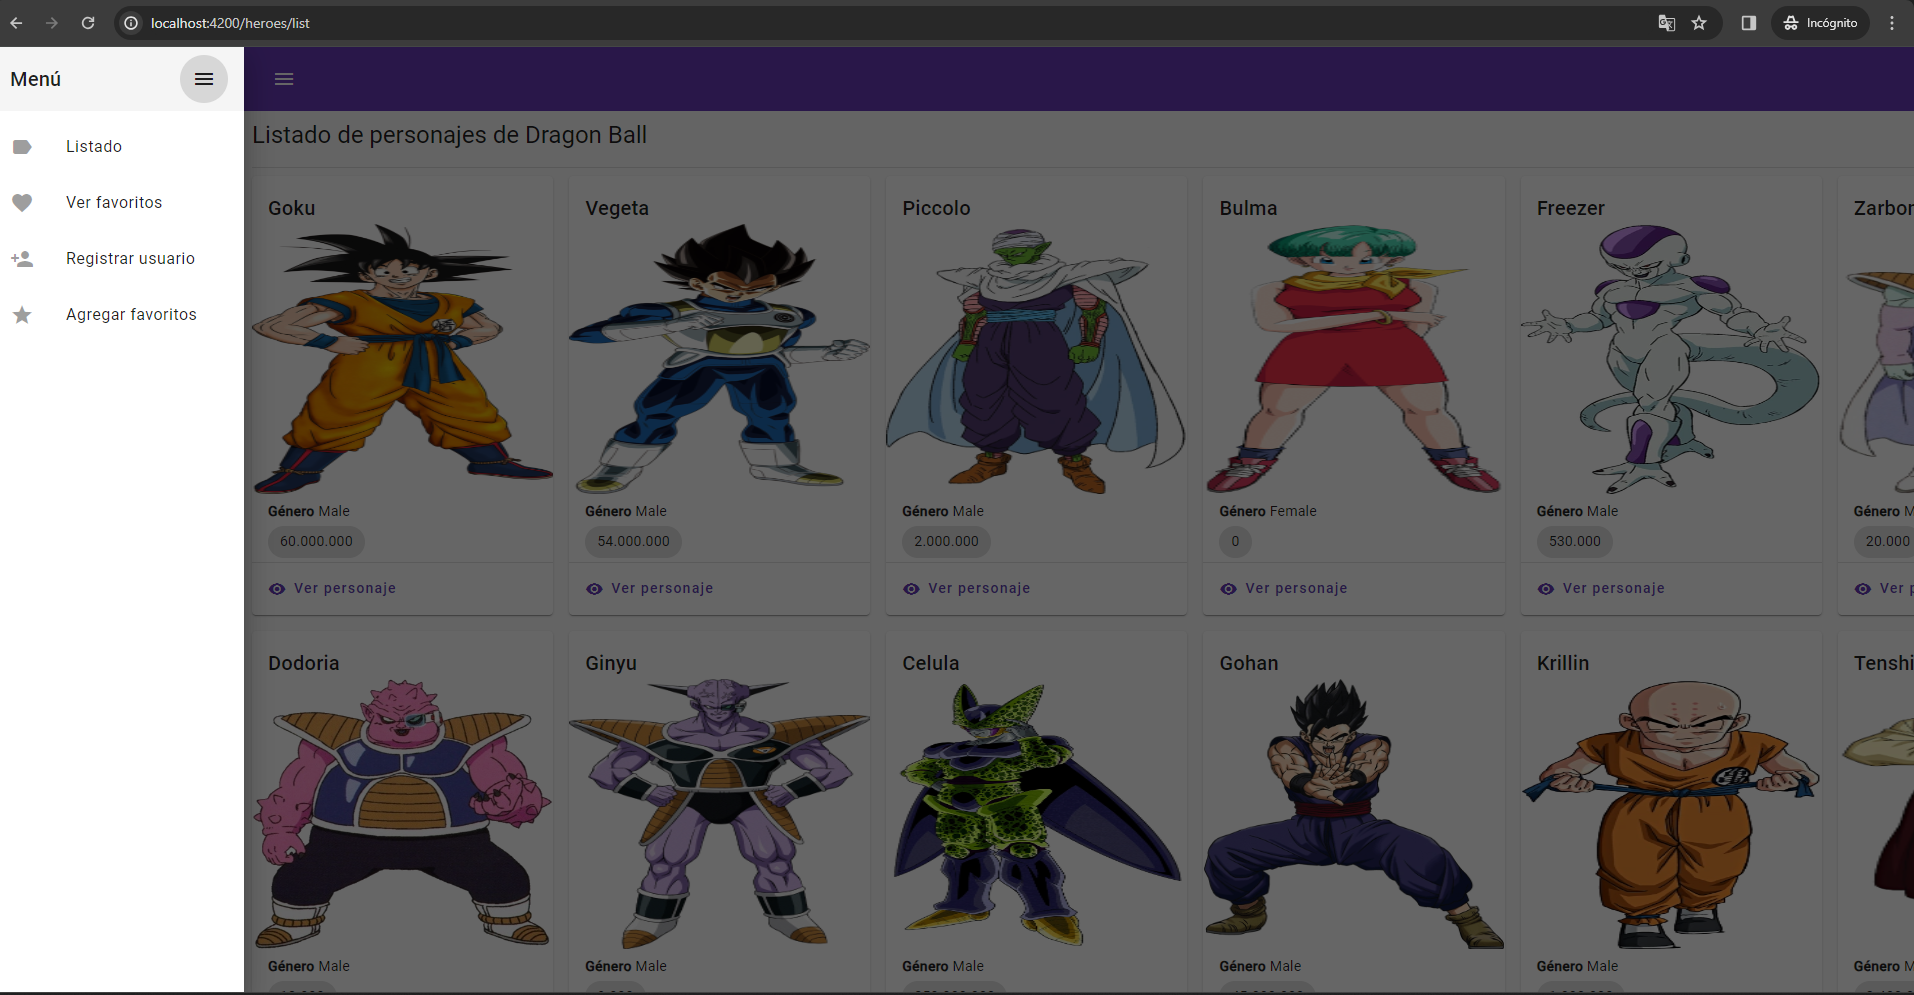 localhost:4200/heroes/list
Incógnito
Menú
Listado
Ver favoritos
Registrar usuario
Agregar favoritos
Listado de personajes de Dragon Ball
Goku
Género Male
60.000.000
Ver personaje
Vegeta
Género Male
54.000.000
Ver personaje
Piccolo
Género Male
2.000.000
Ver personaje
Bulma
Género Female
0
Ver personaje
Freezer
Género Male
530.000
Ver personaje
Zarbon
Género M
20.000
Ver p
Dodoria
Género Male
Ginyu
Género Male
Celula
Género Male
Gohan
Género Male
Krillin
Género Male
Tenshi
Género M